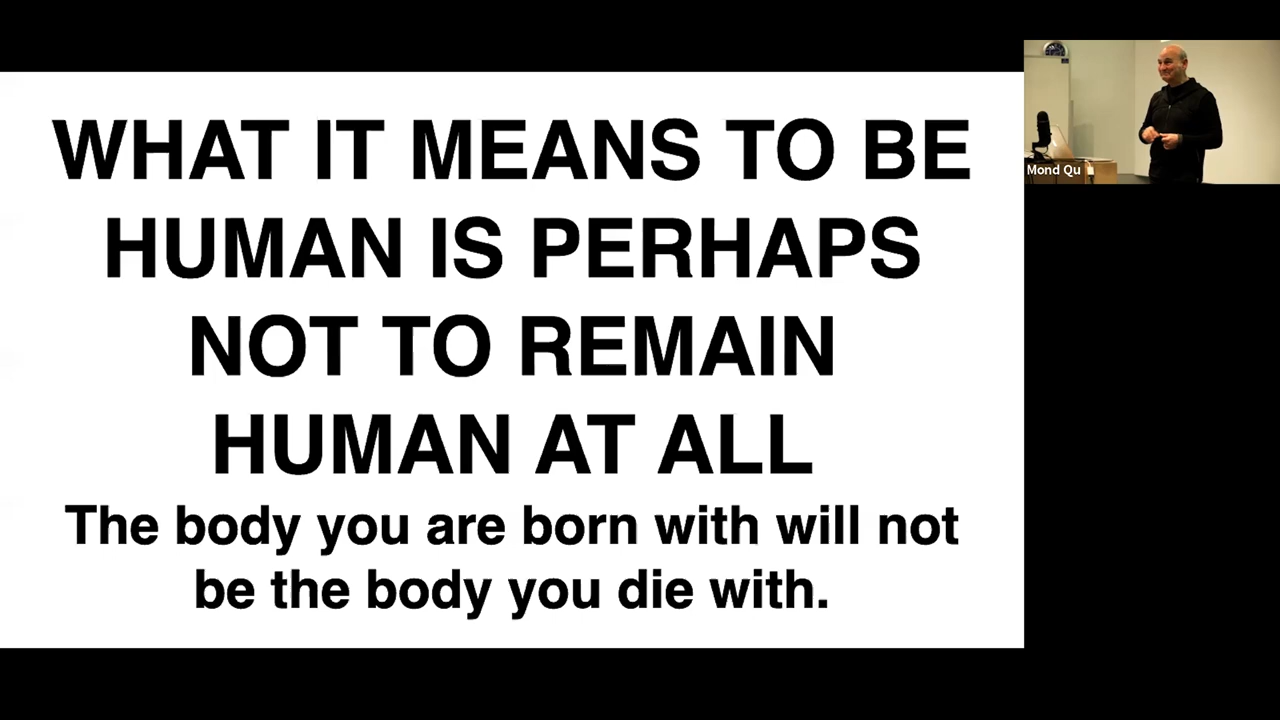 WHAT IT MEANS TO BE
HUMAN IS PERHAPS
NOT TO REMAIN
HUMAN AT ALL
The body you are born with will not
be the body you die with.
Mond Qu